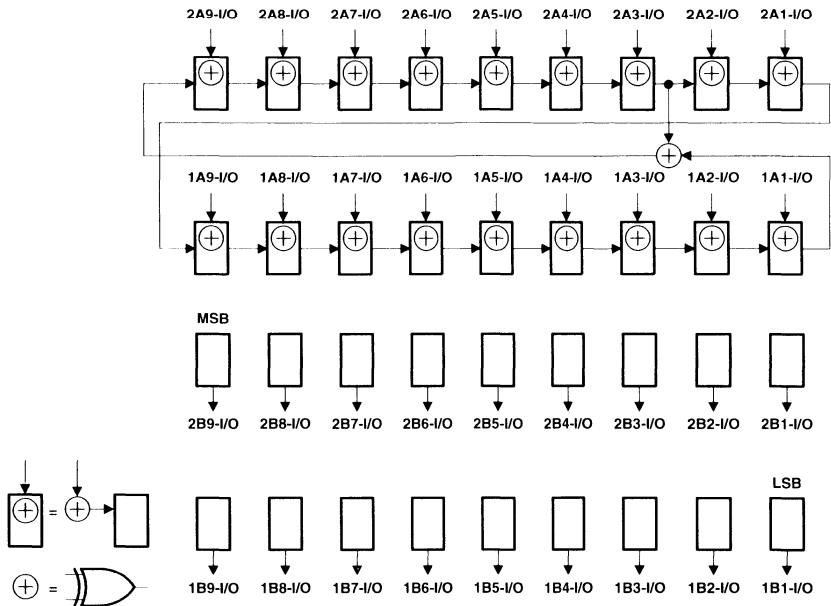 2A9-I/O 2A8-I/O 2A7-I/O 2A6-I/O 2A5-I/O 2A4-I/O 2A3-I/O 2A2-I/O 2A1-I/O
1A9-I/O 1A8-I/O 1A7-I/O 1A6-I/O 1A5-I/O 1A4-I/O 1A3-I/O 1A2-I/O 1A1-I/O
MSB
2B9-I/O 2B8-I/O 2B7-I/O 2B6-I/O 2B5-I/O 2B4-I/O 2B3-I/O 2B2-I/O 2B1-I/O
LSB
=
=
1B9-I/O 1B8-I/O 1B7-I/O 1B6-I/O 1B5-I/O 1B4-I/O 1B3-I/O 1B2-I/O 1B1-I/O